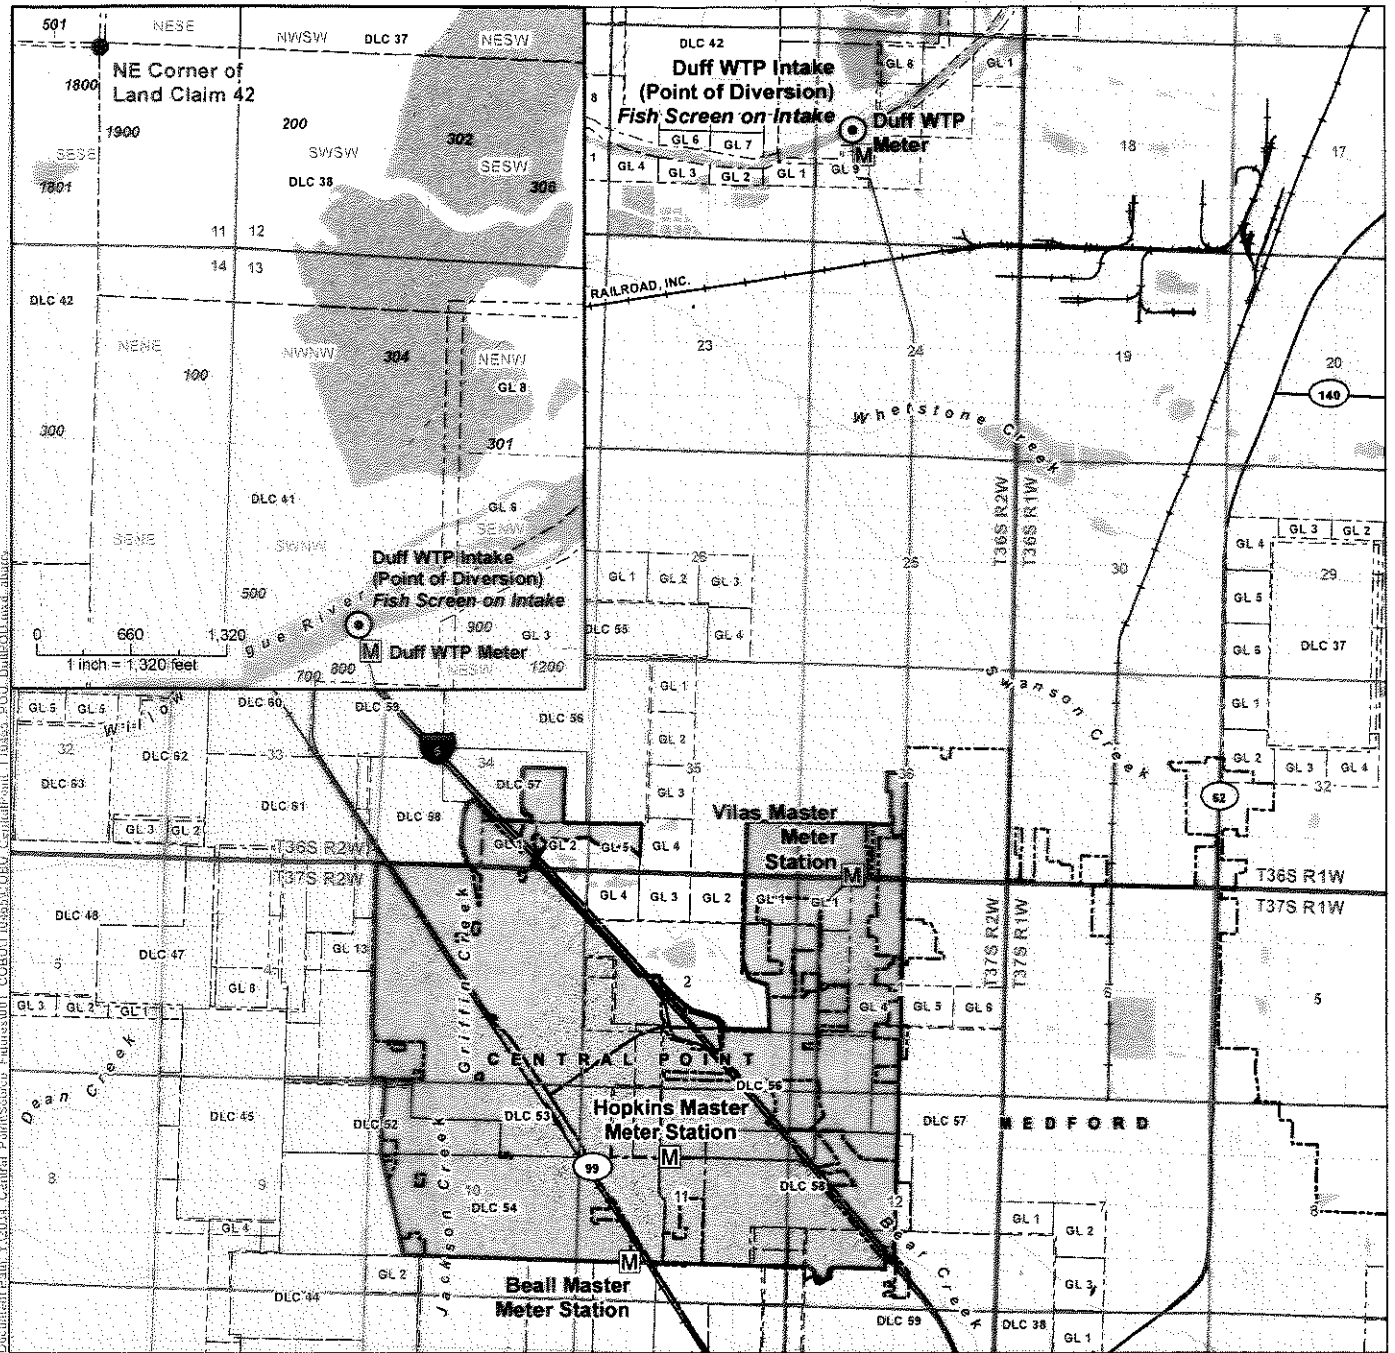 501
NESE
NWSW
DLC 37
NESW
NE Corner of
Land Claim 42
1800
1900
200
302
SWSW
SESE
SESW
1801
DLC 38
306
11
12
14
13
DLC 42
NENE
NWNW
304
NENW
100
GL 8
300
301
DLC 41
GL 6
SENE
SWNW
SENW
Duff WTP Intake
(Point of Diversion)
Fish Screen on Intake
500
gue River
900
GL 3
0
660
1,320
1 inch = 1,320 feet
M
Duff WTP Meter
700
800
NESW
1200
DLC 42
Duff WTP Intake
(Point of Diversion)
Fish Screen on Intake
GL 8
GL 1
8
1
GL 6
GL 7
Duff WTP
Meter
M
GL 4
GL 3
GL 2
GL 1
GL 9
18
17
RAILROAD, INC.
23
24
19
20
140
Whetstone Creek
T36S R2W
T36S R1W
26
25
30
29
GL 1
GL 2
GL 3
DLC 55
GL 4
GL 3
GL 2
GL 4
GL 5
GL 6
GL 1
GL 2
DLC 37
GL 3
GL 4
32
62
Swanson Creek
GL 5
GL 5
Willow
DLC 60
DLC 59
DLC 56
GL 1
GL 2
GL 3
GL 4
32
DLC 62
33
34
35
36
DLC 63
DLC 61
5
DLC 57
DLC 58
GL 3
GL 2
GL 1
GL 2
GL 5
Vilas Master
Meter
Station
M
T36S R2W
T37S R2W
T36S R1W
T37S R1W
GL 4
GL 3
GL 2
GL 1
GL 1
T37S R2W
T37S R1W
DLC 48
DLC 47
GL 13
GL 8
5
4
GL 3
GL 2
GL 1
Griffin Creek
2
GL 4
GL 5
GL 6
6
5
Dean Creek
CENTRAL POINT
DLC 56
DLC 45
DLC 52
DLC 53
Hopkins Master
Meter Station
M
DLC 57
MEDFORD
99
8
9
10
DLC 54
11
DLC 58
12
7
8
GL 4
Jackson Creek
Bear Creek
GL 1
GL 2
GL 3
GL 1
GL 2
M
Beall Master
Meter Station
DLC 44
DLC 59
DLC 38